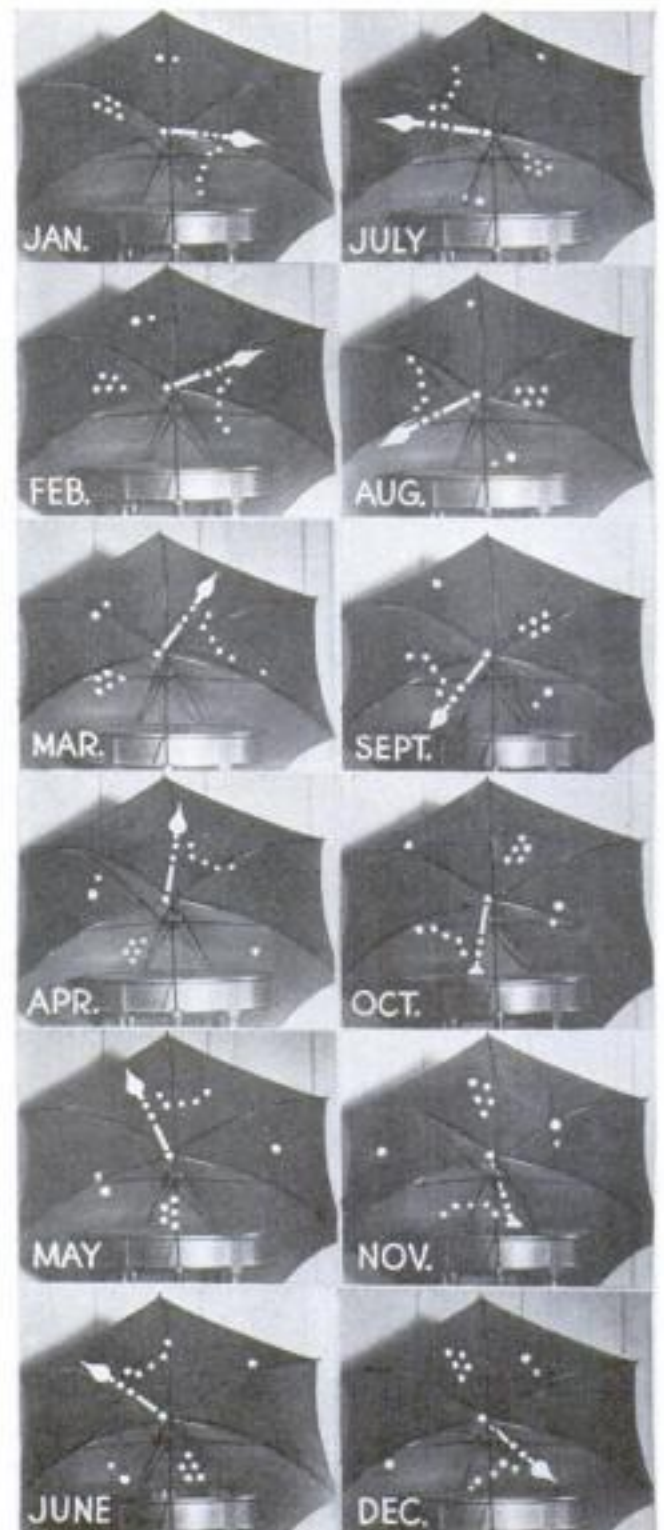 JAN.
JULY
FEB.
AUG.
MAR.
SEPT.
APR.
OCT.
MAY
NOV.
JUNE
DEC.